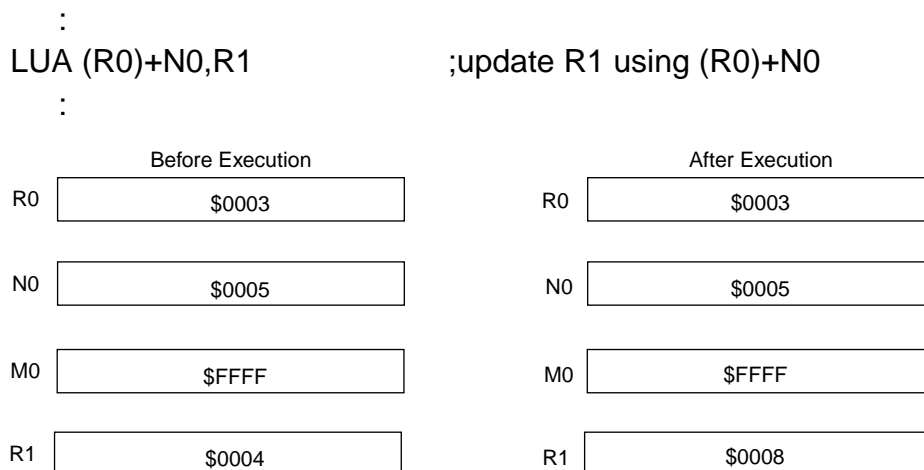 :
LUA (R0)+N0,R1 ;update R1 using (R0)+N0
:
Before Execution After Execution
R0 $0003 R0 $0003
N0 $0005 N0 $0005
M0 $FFFF M0 $FFFF
R1 $0004 R1 $0008